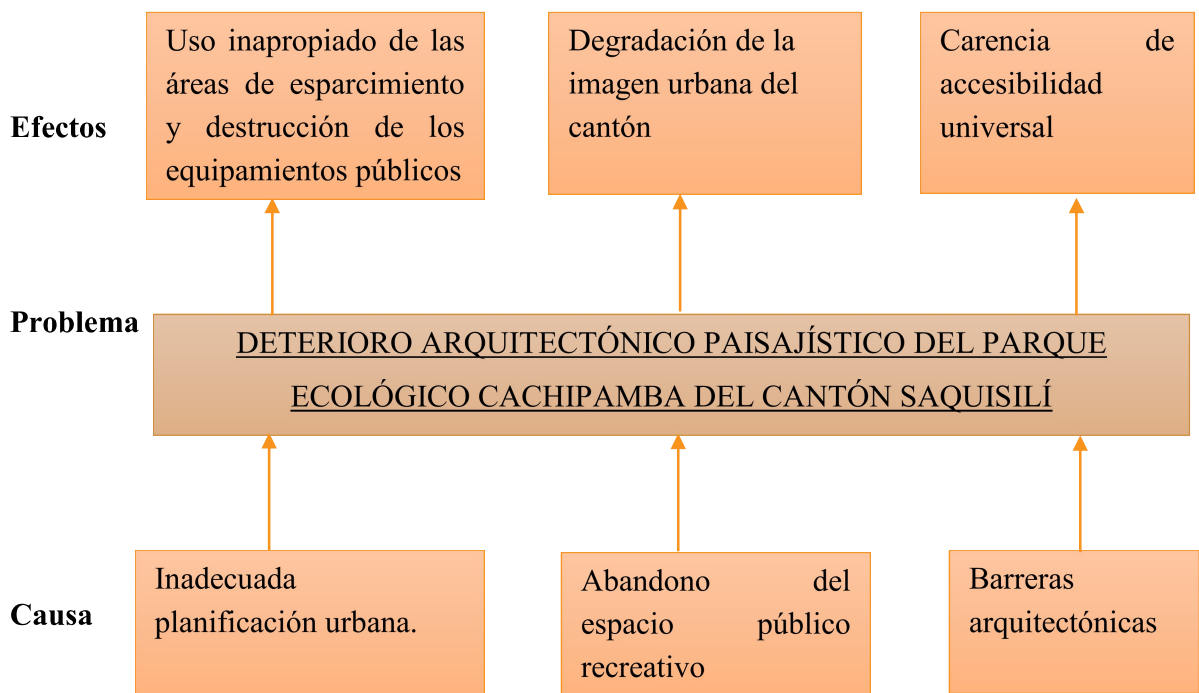 Efectos
Uso inapropiado de las
áreas de esparcimiento
y destrucción de los
equipamientos públicos
Degradación de la
imagen urbana del
cantón
Carencia de
accesibilidad
universal
Problema
DETERIORO ARQUITECTÓNICO PAISAJÍSTICO DEL PARQUE
ECOLÓGICO CACHIPAMBA DEL CANTÓN SAQUISILÍ
Causa
Inadecuada
planificación urbana.
Abandono del
espacio público
recreativo
Barreras
arquitectónicas